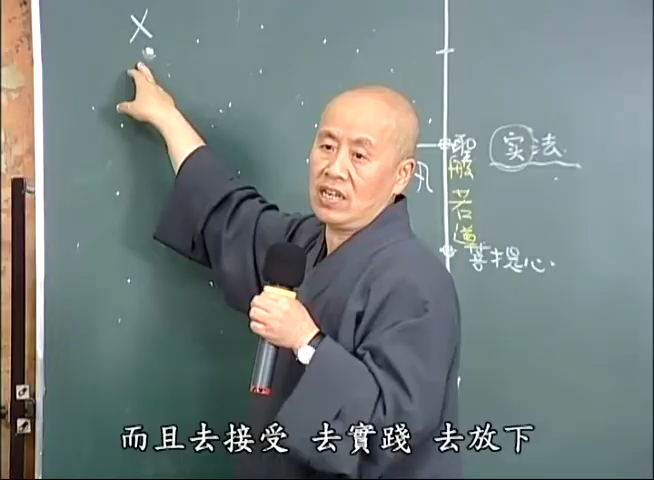 X
实法
聖
凡
般若道
菩提心
而且去接受 去實踐 去放下